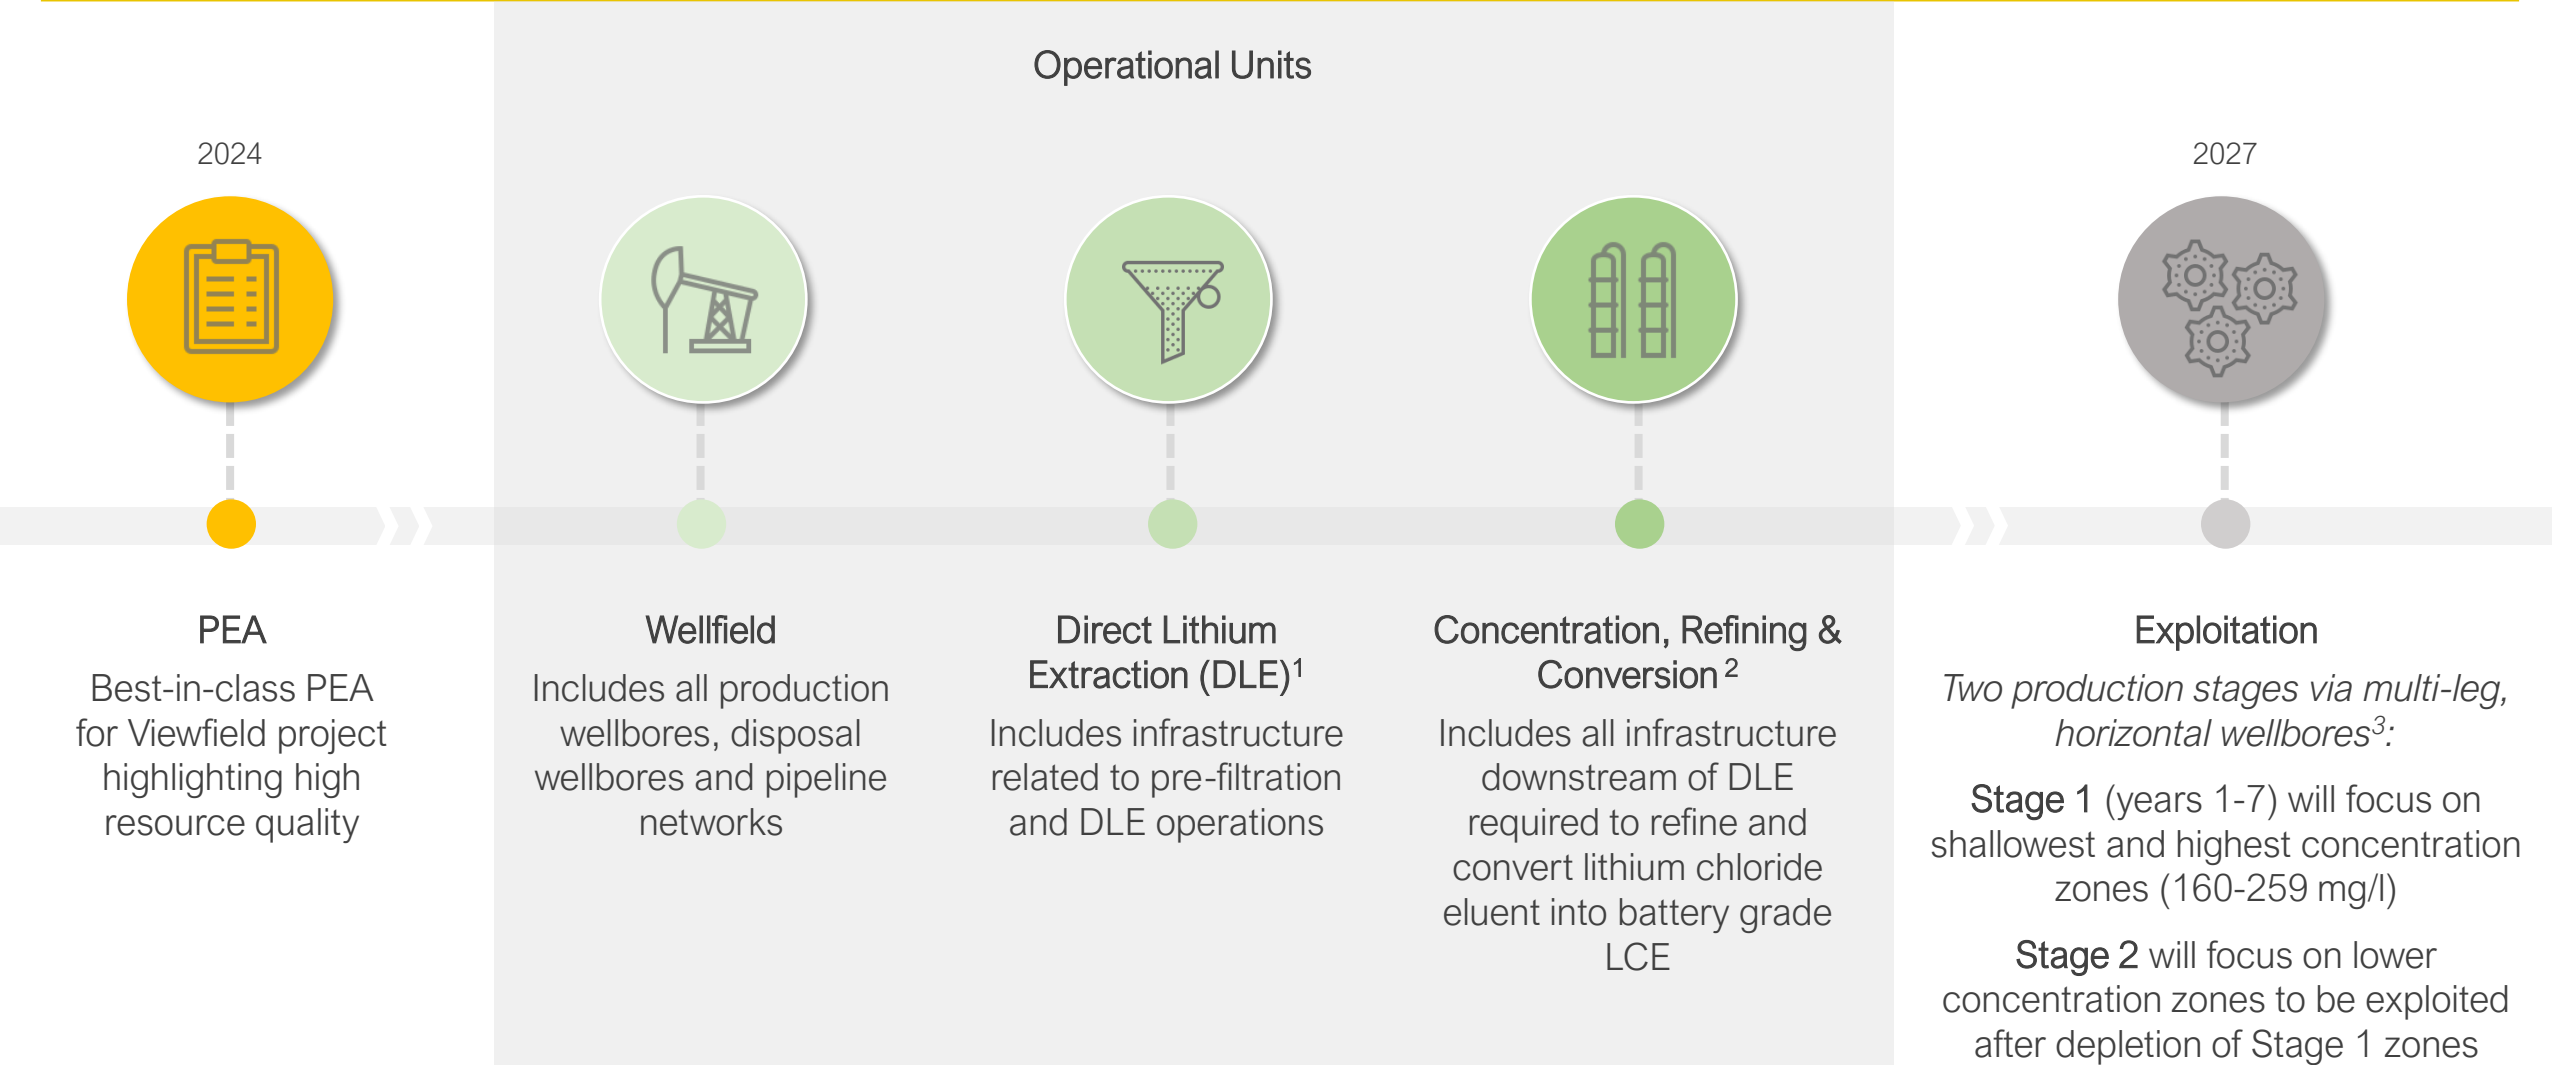 Operational Units
2024
2027
PEA
Best-in-class PEA
for Viewfield project
highlighting high
resource quality
Wellfield
Includes all production
wellbores, disposal
wellbores and pipeline
networks
Direct Lithium
Extraction (DLE)1
Includes infrastructure
related to pre-filtration
and DLE operations
Concentration, Refining &
Conversion 2
Includes all infrastructure
downstream of DLE
required to refine and
convert lithium chloride
eluent into battery grade
LCE
Exploitation
Two production stages via multi-leg,
horizontal wellbores3:
Stage 1 (years 1-7) will focus on
shallowest and highest concentration
zones (160-259 mg/l)
Stage 2 will focus on lower
concentration zones to be exploited
after depletion of Stage 1 zones